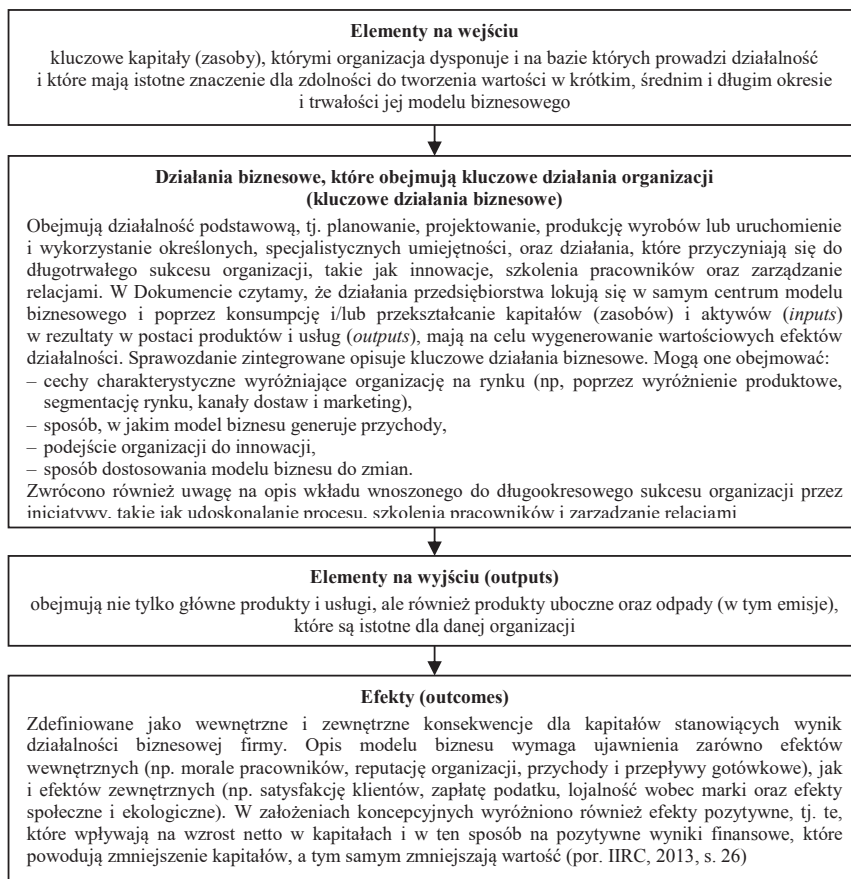 Elementy na wejściu
kluczowe kapitały (zasoby), którymi organizacja dysponuje i na bazie których prowadzi działalność
i które mają istotne znaczenie dla zdolności do tworzenia wartości w krótkim, średnim i długim okresie
i trwałości jej modelu biznesowego
Działania biznesowe, które obejmują kluczowe działania organizacji
(kluczowe działania biznesowe)
Obejmują działalność podstawową, tj. planowanie, projektowanie, produkcję wyrobów lub uruchomienie
i wykorzystanie określonych, specjalistycznych umiejętności, oraz działania, które przyczyniają się do
długotrwałego sukcesu organizacji, takie jak innowacje, szkolenia pracowników oraz zarządzanie
relacjami. W Dokumencie czytamy, że działania przedsiębiorstwa lokują się w samym centrum modelu
biznesowego i poprzez konsumpcję i/lub przekształcanie kapitałów (zasobów) i aktywów (inputs)
w rezultaty w postaci produktów i usług (outputs), mają na celu wygenerowanie wartościowych efektów
działalności. Sprawozdanie zintegrowane opisuje kluczowe działania biznesowe. Mogą one obejmować:
– cechy charakterystyczne wyróżniające organizację na rynku (np, poprzez wyróżnienie produktowe,
segmentację rynku, kanały dostaw i marketing),
– sposób, w jakim model biznesu generuje przychody,
– podejście organizacji do innowacji,
– sposób dostosowania modelu biznesu do zmian.
Zwrócono również uwagę na opis wkładu wnoszonego do długookresowego sukcesu organizacji przez
inicjatywy, takie jak udoskonalanie procesu, szkolenia pracowników i zarządzanie relacjami
Elementy na wyjściu (outputs)
obejmują nie tylko główne produkty i usługi, ale również produkty uboczne oraz odpady (w tym emisje),
które są istotne dla danej organizacji
Efekty (outcomes)
Zdefiniowane jako wewnętrzne i zewnętrzne konsekwencje dla kapitałów stanowiących wynik
działalności biznesowej firmy. Opis modelu biznesu wymaga ujawnienia zarówno efektów
wewnętrznych (np. morale pracowników, reputację organizacji, przychody i przepływy gotówkowe), jak
i efektów zewnętrznych (np. satysfakcję klientów, zapłatę podatku, lojalność wobec marki oraz efekty
społeczne i ekologiczne). W założeniach koncepcyjnych wyróżniono również efekty pozytywne, tj. te,
które wpływają na wzrost netto w kapitałach i w ten sposób na pozytywne wyniki finansowe, które
powodują zmniejszenie kapitałów, a tym samym zmniejszają wartość (por. IIRC, 2013, s. 26)